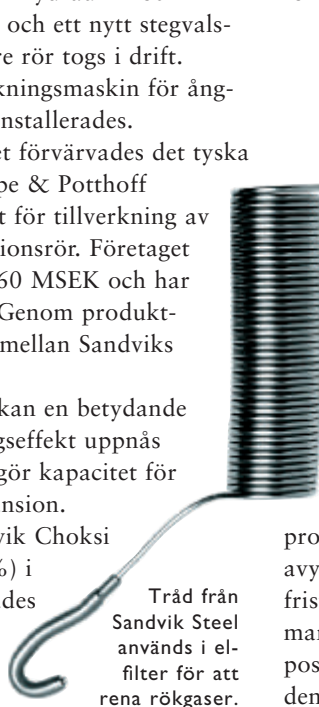 och ett nytt stegvals-
re rör togs i drift.
kningsmaskin för ång-
nstallerades.
et förvärvades det tyska
pe & Potthoff
t för tillverkning av
ionsrör. Företaget
60 MSEK och har
Genom produkt-
mellan Sandviks
kan en betydande
gseffekt uppnås
gör kapacitet för
nsion.
vik Choksi
%) i
des
Tråd från
Sandvik Steel
används i el-
filter för att
rena rökgaser.
pro
avy
fris
mar
pos
den